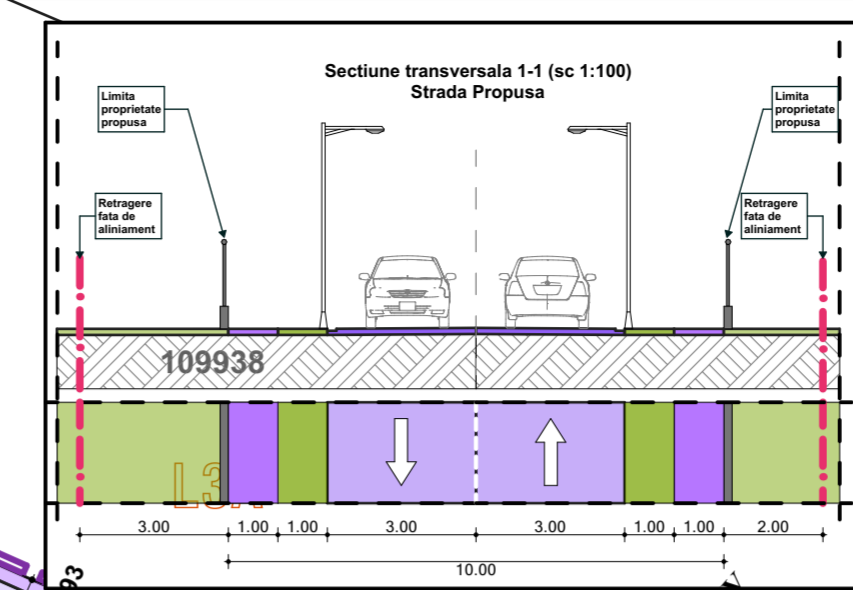 Sectiune transversala 1-1 (sc 1:100)
Strada Propusa
Limita
proprietate
propusa
Limita
proprietate
propusa
Retragere
fata de
aliniament
Retragere
fata de
aliniament
109938
3.00 1.00 1.00 3.00 3.00 1.00 1.00 2.00
10.00
93